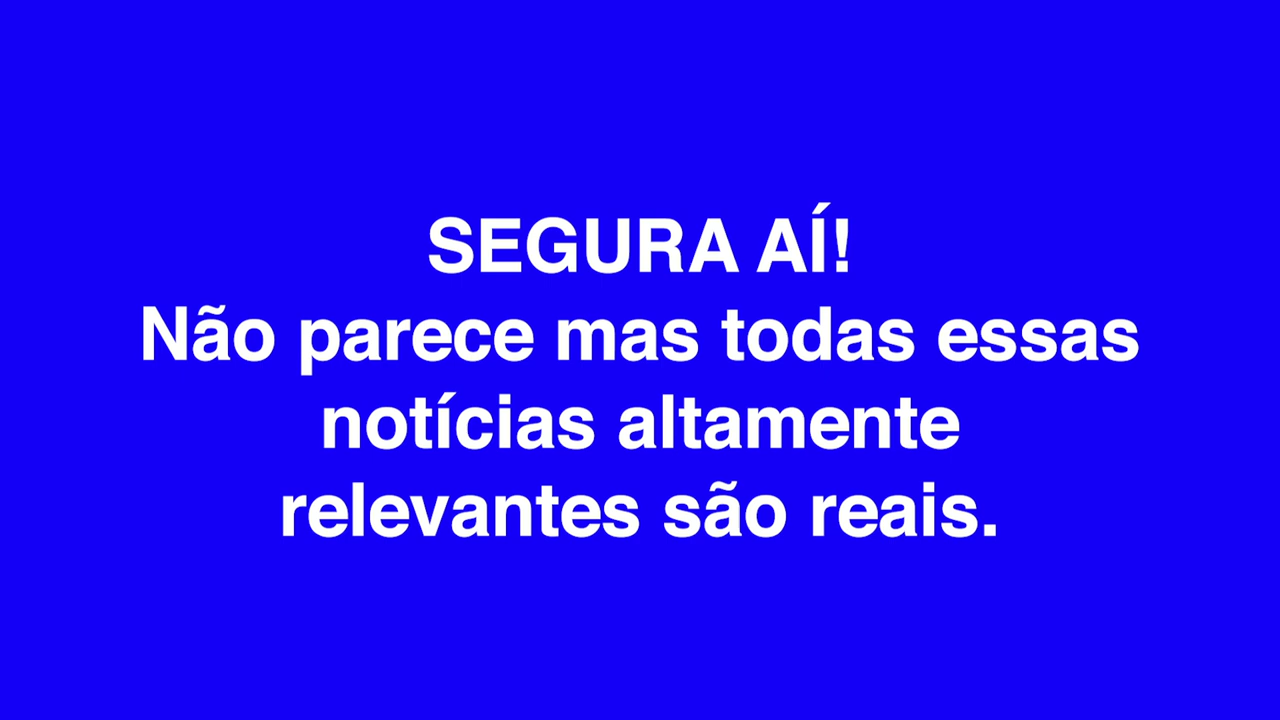 SEGURA AÍ!
Não parece mas todas essas
notícias altamente
relevantes são reais.